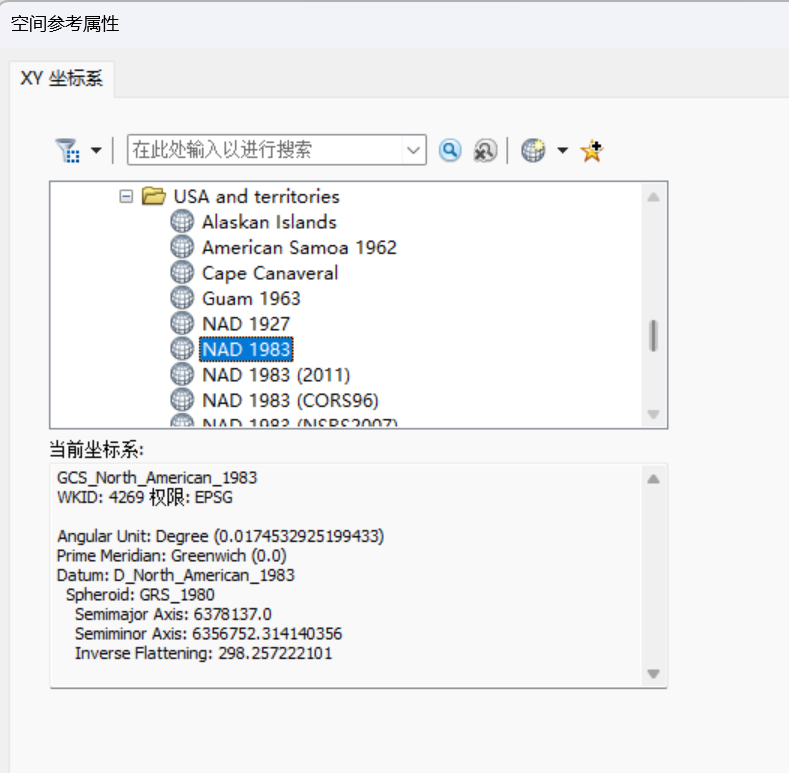 空间参考属性
XY 坐标系
在此处输入以进行搜索
USA and territories
Alaskan Islands
American Samoa 1962
Cape Canaveral
Guam 1963
NAD 1927
NAD 1983
NAD 1983 (2011)
NAD 1983 (CORS96)
NAD 1983 (NSRS2007)
当前坐标系:
GCS_North_American_1983
WKID: 4269 权限: EPSG
Angular Unit: Degree (0.0174532925199433)
Prime Meridian: Greenwich (0.0)
Datum: D_North_American_1983
Spheroid: GRS_1980
Semimajor Axis: 6378137.0
Semiminor Axis: 6356752.314140356
Inverse Flattening: 298.257222101